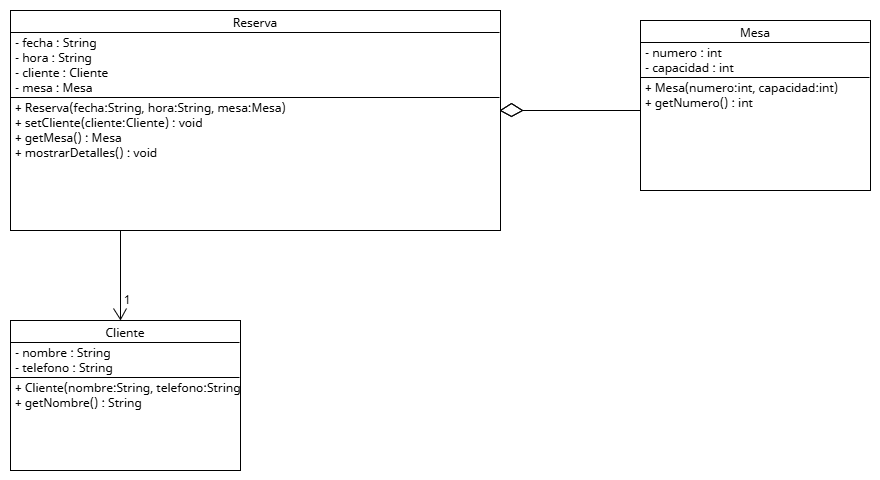 Reserva
- fecha : String
- hora : String
- cliente : Cliente
- mesa : Mesa
+ Reserva(fecha:String, hora:String, mesa:Mesa)
+ setCliente(cliente:Cliente) : void
+ getMesa() : Mesa
+ mostrarDetalles() : void
Mesa
- numero : int
- capacidad : int
+ Mesa(numero:int, capacidad:int)
+ getNumero() : int
1
Cliente
- nombre : String
- telefono : String
+ Cliente(nombre:String, telefono:String
+ getNombre() : String